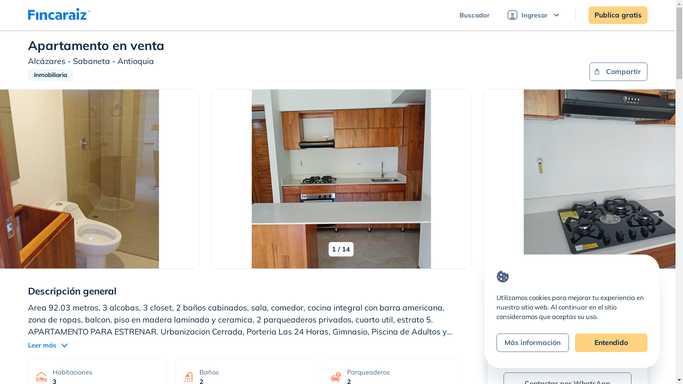 Fincaraiz
Buscador
Ingresar
Publica gratis
Apartamento en venta
Alcázares - Sabaneta - Antioquia
Inmobiliaria
Compartir
1 / 14
Descripción general
Area 92.03 metros, 3 alcobas, 3 closet, 2 baños cabinados, sala, comedor, cocina integral con barra americana,
zona de ropas, balcon, piso en madera laminada y ceramica, 2 parqueaderos privados, cuarto util, estrato 5.
APARTAMENTO PARA ESTRENAR. Urbanizacion Cerrada, Porteria Las 24 Horas, Gimnasio, Piscina de Adultos y...
Leer más
Habitaciones
3
Baños
2
Parqueaderos
2
Utilizamos cookies para mejorar tu experiencia en
nuestro sitio web. Al continuar en el sitio
consideramos que aceptas su uso.
Más información
Entendido
Contactar por WhatsApp